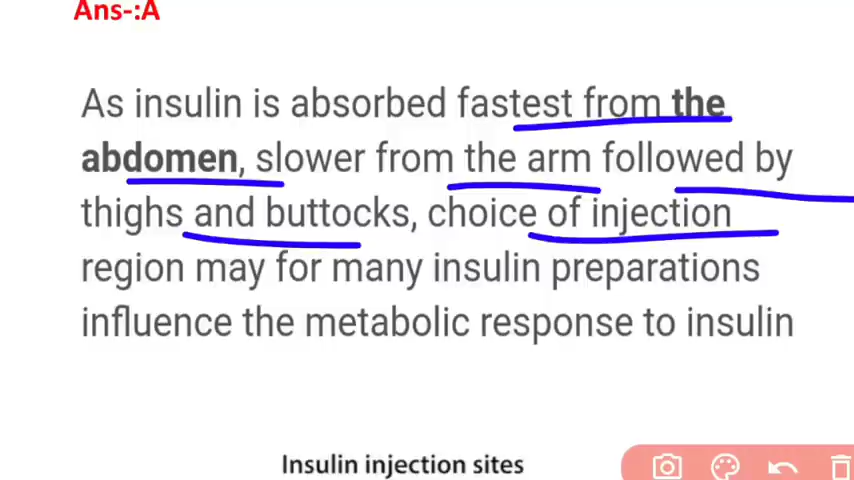 Ans-:A
As insulin is absorbed fastest from the
abdomen, slower from the arm followed by
thighs and buttocks, choice of injection
region may for many insulin preparations
influence the metabolic response to insulin
Insulin injection sites